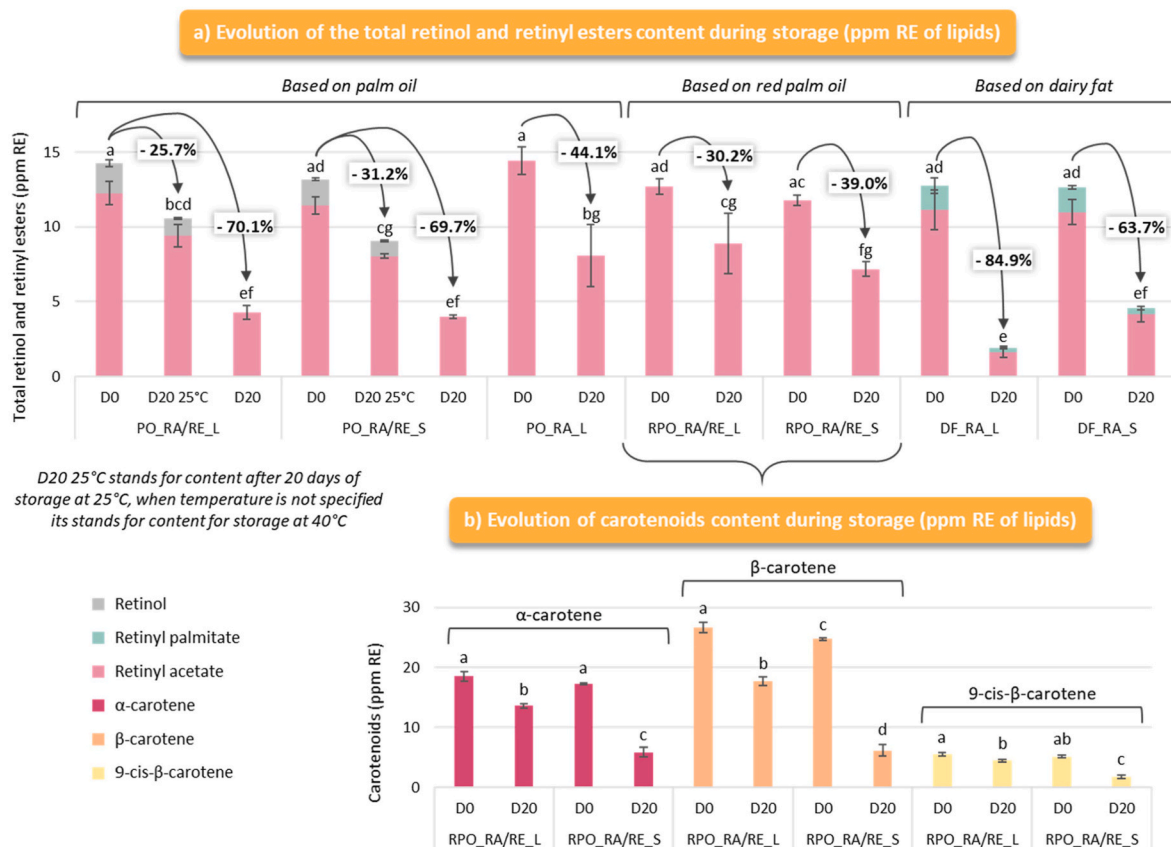 a) Evolution of the total retinol and retinyl esters content during storage (ppm RE of lipids)
Based on palm oil
Based on red palm oil
Based on dairy fat
Total retinol and retinyl esters (ppm RE)
15
10
5
0
a
- 25.7%
bcd
- 70.1%
ef
ad
- 31.2%
cg
- 69.7%
ef
a
- 44.1%
bg
ad
- 30.2%
cg
ac
- 39.0%
fg
ad
- 84.9%
e
ad
- 63.7%
ef
D0 D20 25°C D20 D0 D20 25°C D20 D0 D20 D0 D20 D0 D20 D0 D20 D0 D20
PO_RA/RE_L PO_RA/RE_S PO_RA_L RPO_RA/RE_L RPO_RA/RE_S DF_RA_L DF_RA_S
D20 25°C stands for content after 20 days of
storage at 25°C, when temperature is not specified
its stands for content for storage at 40°C
b) Evolution of carotenoids content during storage (ppm RE of lipids)
Retinol
Retinyl palmitate
Retinyl acetate
α-carotene
β-carotene
9-cis-β-carotene
Carotenoids (ppm RE)
30
20
10
0
α-carotene
β-carotene
9-cis-β-carotene
a b a c a b c d a b ab c
D0 D20 D0 D20 D0 D20 D0 D20 D0 D20 D0 D20
RPO_RA/RE_L RPO_RA/RE_S RPO_RA/RE_L RPO_RA/RE_S RPO_RA/RE_L RPO_RA/RE_S